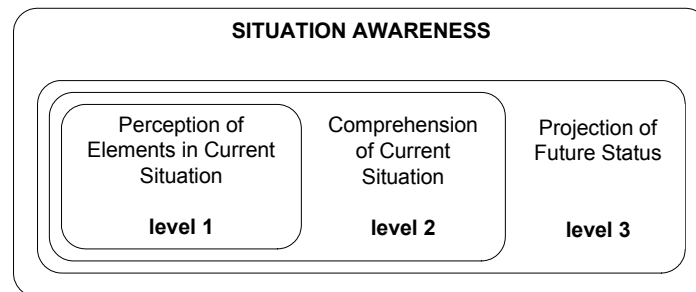 SITUATION AWARENESS
Perception of
Elements in Current
Situation
level 1
Comprehension
of Current
Situation
level 2
Projection of
Future Status
level 3